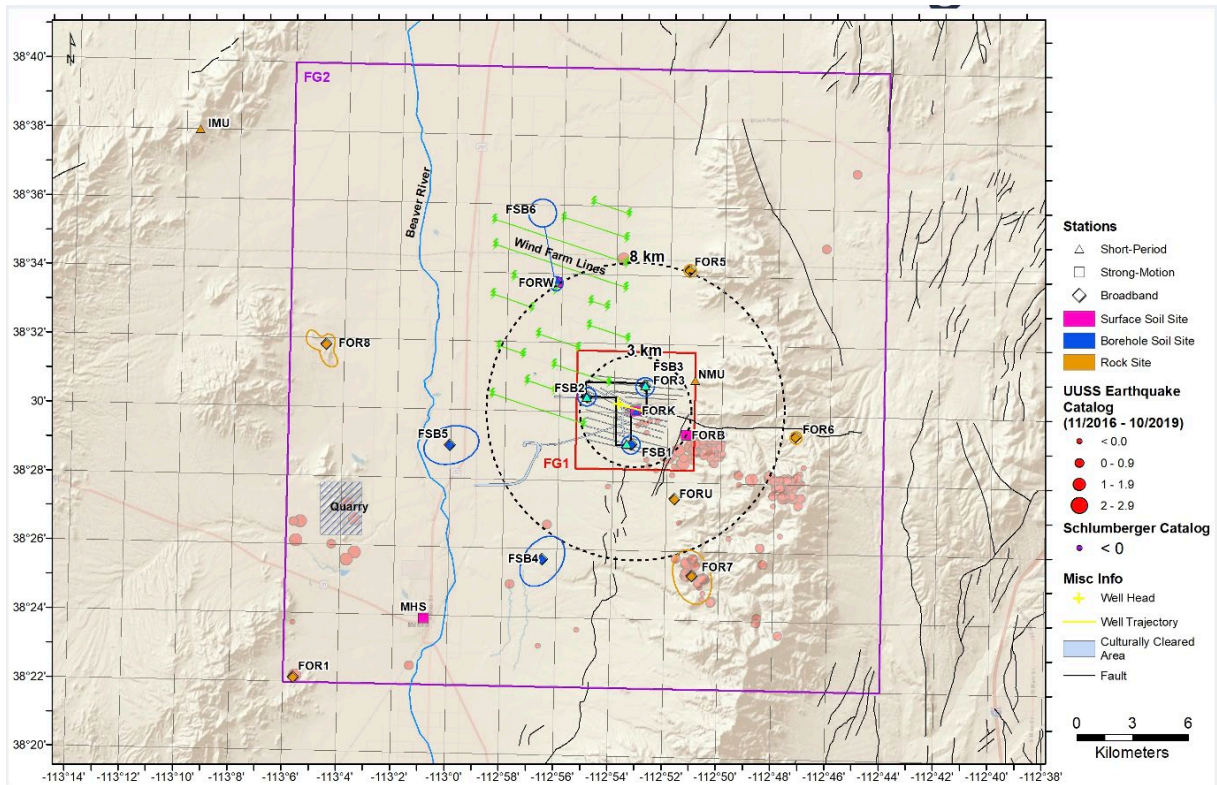 38°40'
38°38'
38°36'
38°34'
38°32'
30'
38°28'
38°26'
38°24'
38°22'
38°20'
N
FG2
IMU
Beaver River
FSB6
Wind Farm Lines
8 km
FOR5
FORW
FOR8
3 km
FSB3
NMU
FSB2
FOR3
FORK
FSB5
FORB
FOR6
FSB1
FG1
Quarry
FORU
FSB4
FOR7
MHS
FOR1
-113°14'
-113°12'
-113°10'
-113°8'
-113°6'
-113°4'
-113°2'
-113°00'
-112°58'
-112°56'
-112°54'
-112°52'
-112°50'
-112°48'
-112°46'
-112°44'
-112°42'
-112°40'
-112°38'
Stations
Short-Period
Strong-Motion
Broadband
Surface Soil Site
Borehole Soil Site
Rock Site
UUSS Earthquake
Catalog
(11/2016 - 10/2019)
< 0.0
0 - 0.9
1 - 1.9
2 - 2.9
Schlumberger Catalog
< 0
Misc Info
Well Head
Well Trajectory
Culturally Cleared
Area
Fault
0 3 6
Kilometers